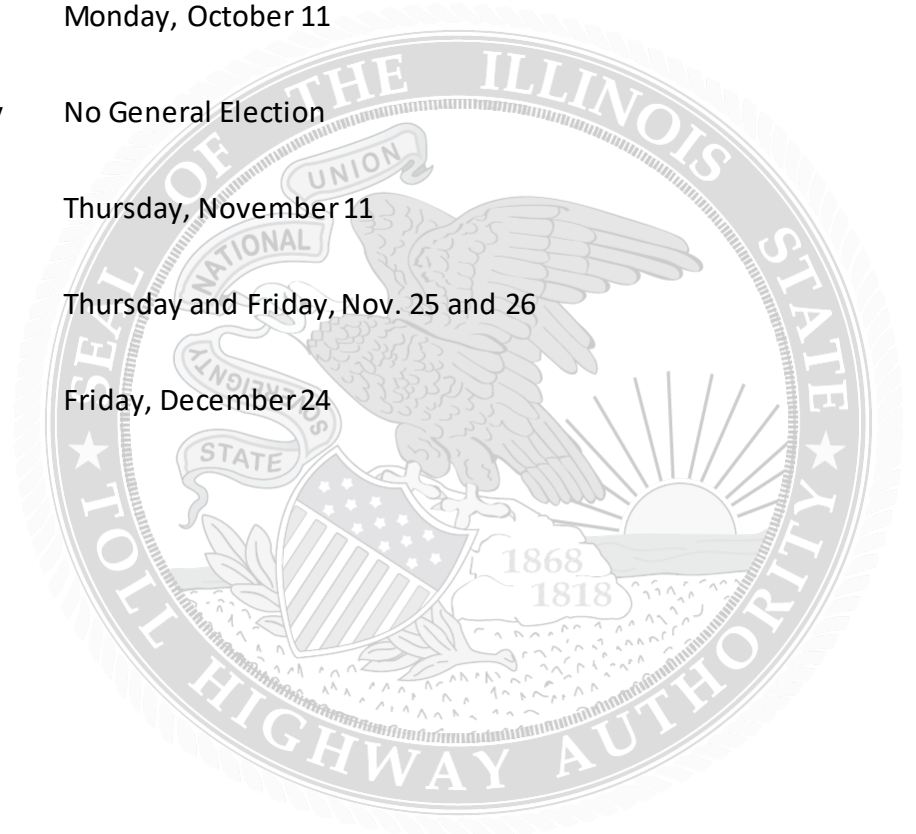 Monday, October 11
No General Election
Thursday, November 11
Thursday and Friday, Nov. 25 and 26
Friday, December 24
SEAL OF THE ILLINOIS STATE TOLL HIGHWAY AUTHORITY
UNION
NATIONAL
SOVEREIGNTY
STATE
1868
1818